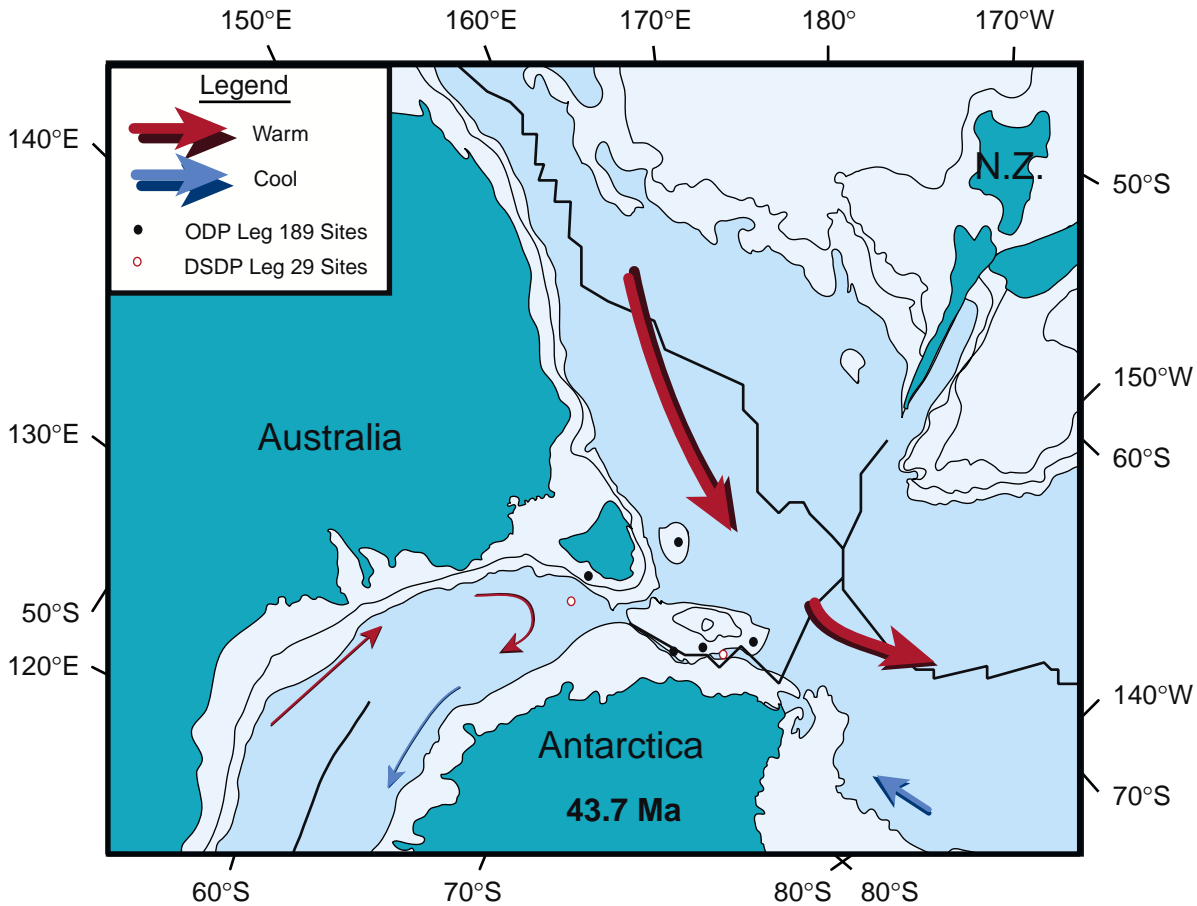 150°E 160°E 170°E 180° 170°W
Legend
Warm
Cool
ODP Leg 189 Sites
DSDP Leg 29 Sites
140°E
N.Z.
50°S
150°W
130°E
Australia
60°S
50°S
120°E
140°W
Antarctica
70°S
43.7 Ma
60°S 70°S 80°S 80°S